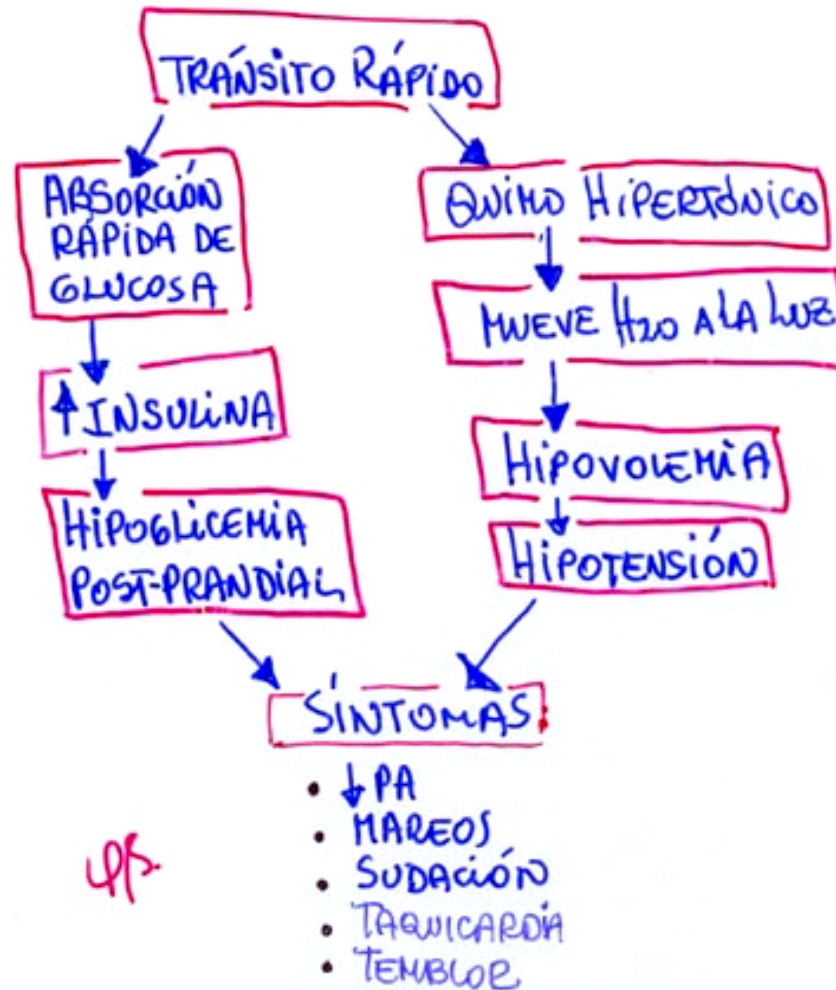 TRÁNSITO RÁPIDO
ABSORCIÓN
RÁPIDA DE
GLUCOSA
↑ INSULINA
HIPOGLICEMIA
POST-PRANDIAL
QUIMO HIPERTÓNICO
MUEVE H2O A LA LUZ
HIPOVOLEMIA
HIPOTENSIÓN
SÍNTOMAS:
• ↓ PA
• MAREOS
• SUDACIÓN
• TAQUICARDIA
• TEMBLOR